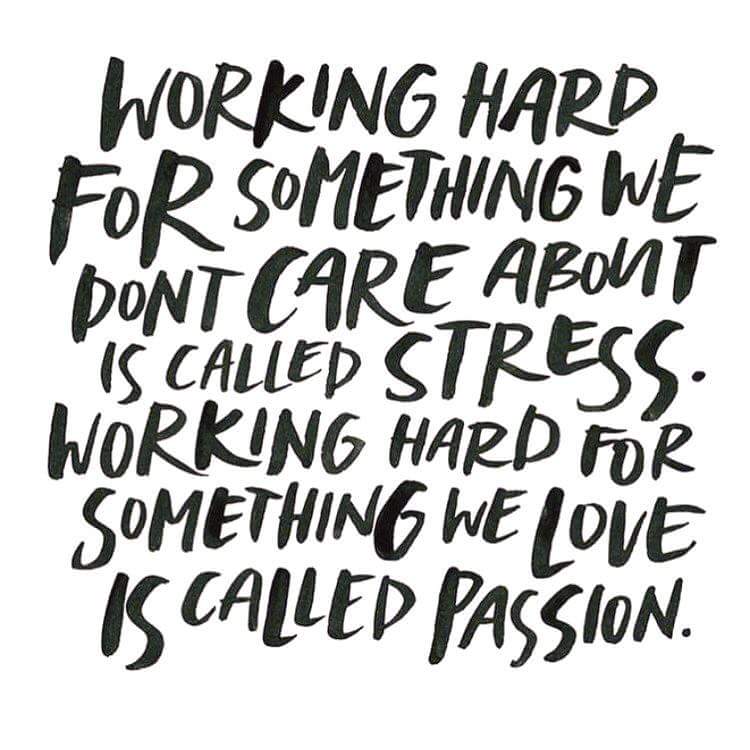 WORKING HARD
FOR SOMETHING WE
DONT CARE ABOUT
IS CALLED STRESS.
WORKING HARD FOR
SOMETHING WE LOVE
IS CALLED PASSION.